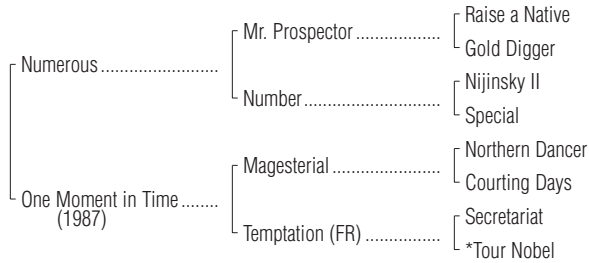 Raise a Native
Mr. Prospector ..................
Gold Digger
Numerous .........................
Nijinsky II
Number .............................
Special
Northern Dancer
Magesterial .......................
Courting Days
One Moment in Time ........
(1987)
Secretariat
Temptation (FR) ................
*Tour Nobel